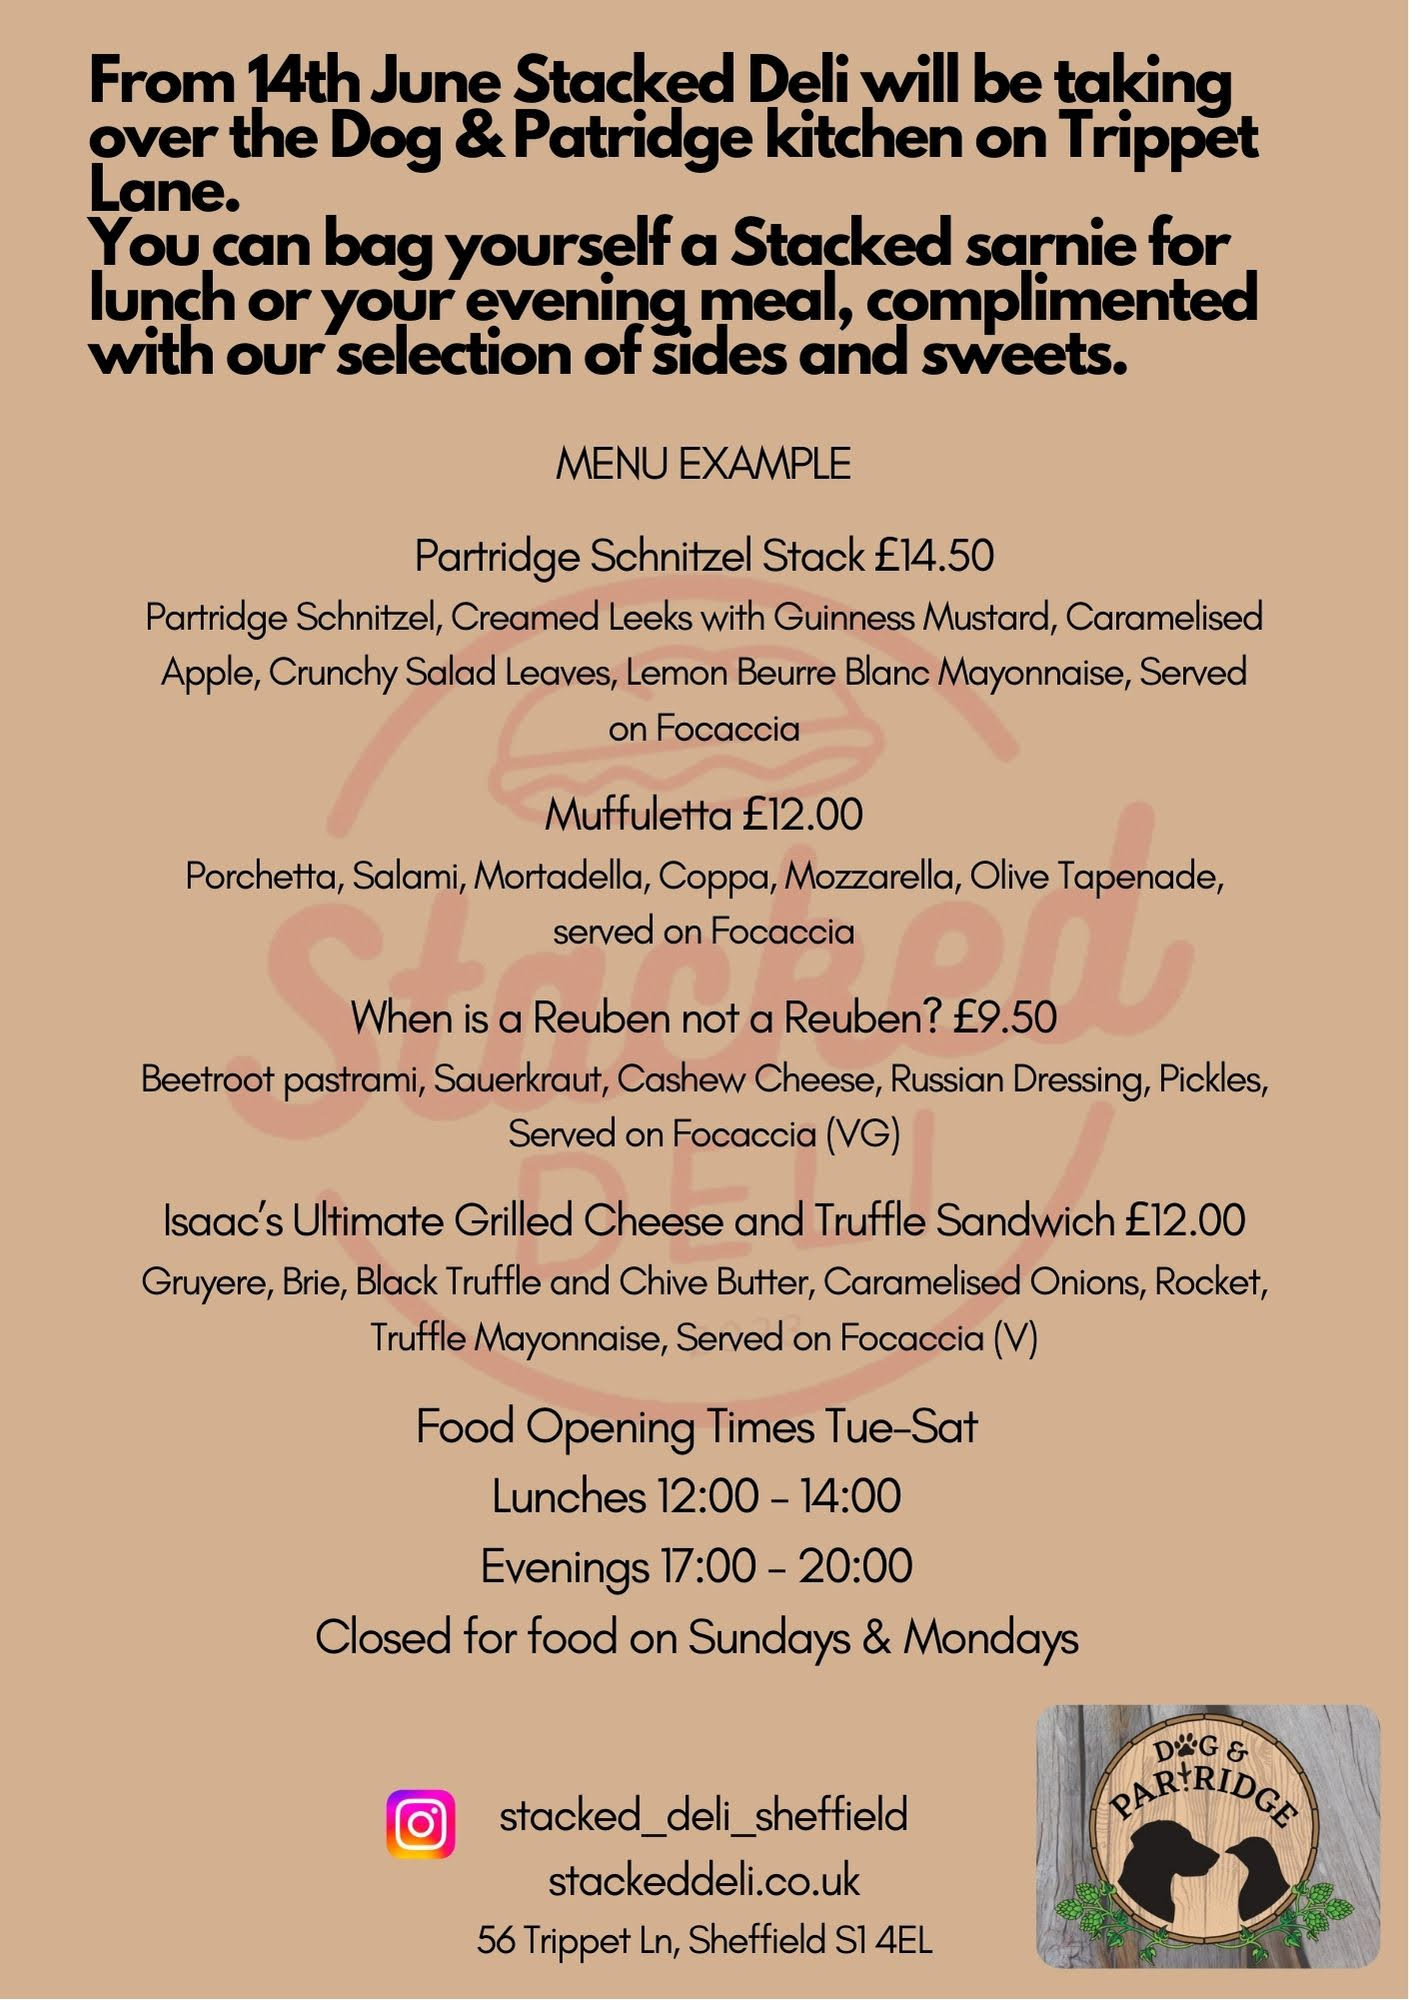 From 14th June Stacked Deli will be taking
over the Dog & Patridge kitchen on Trippet
Lane.
You can bag yourself a Stacked sarnie for
lunch or your evening meal, complimented
with our selection of sides and sweets.
MENU EXAMPLE
Partridge Schnitzel Stack £14.50
Partridge Schnitzel, Creamed Leeks with Guinness Mustard, Caramelised
Apple, Crunchy Salad Leaves, Lemon Beurre Blanc Mayonnaise, Served
on Focaccia
Muffuletta £12.00
Porchetta, Salami, Mortadella, Coppa, Mozzarella, Olive Tapenade,
served on Focaccia
When is a Reuben not a Reuben? £9.50
Beetroot pastrami, Sauerkraut, Cashew Cheese, Russian Dressing, Pickles,
Served on Focaccia (VG)
Isaac's Ultimate Grilled Cheese and Truffle Sandwich £12.00
Gruyere, Brie, Black Truffle and Chive Butter, Caramelised Onions, Rocket,
Truffle Mayonnaise, Served on Focaccia (V)
Stacked
DELI
2023
Food Opening Times Tue-Sat
Lunches 12:00 - 14:00
Evenings 17:00 - 20:00
Closed for food on Sundays & Mondays
stacked_deli_sheffield
stackeddeli.co.uk
56 Trippet Ln, Sheffield S1 4EL
DOG &
PARTRIDGE